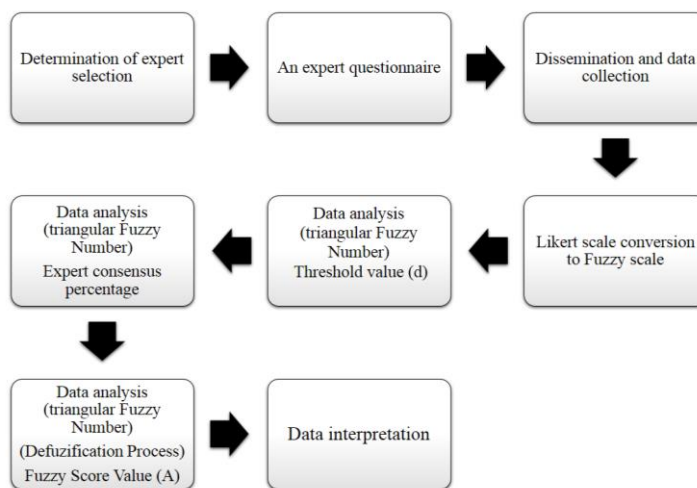 Determination of expert
selection
An expert questionnaire
Dissemination and data
collection
Likert scale conversion
to Fuzzy scale
Data analysis
(triangular Fuzzy
Number)
Threshold value (d)
Data analysis
(triangular Fuzzy
Number)
Expert consensus
percentage
Data analysis
(triangular Fuzzy
Number)
(Defuzification Process)
Fuzzy Score Value (A)
Data interpretation